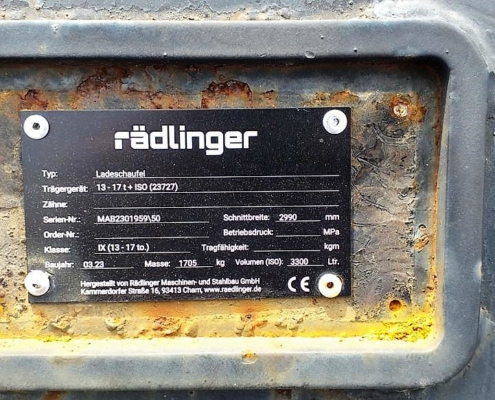 rädlinger
Typ: Ladeschaufel
Trägergerät: 13 - 17 t + ISO (23727)
Zähne:
Serien-Nr.: MAB2301959\50 Schnittbreite: 2990 mm
Order-Nr.: Betriebsdruck: MPa
Klasse: IX (13 - 17 to.) Tragfähigkeit: kgm
Baujahr: 03.23 Masse: 1705 kg Volumen (ISO): 3300 Ltr.
Hergestellt von Rädlinger Maschinen- und Stahlbau GmbH
Kammerdorfer Straße 16, 93413 Cham, www.raedlinger.de
CE